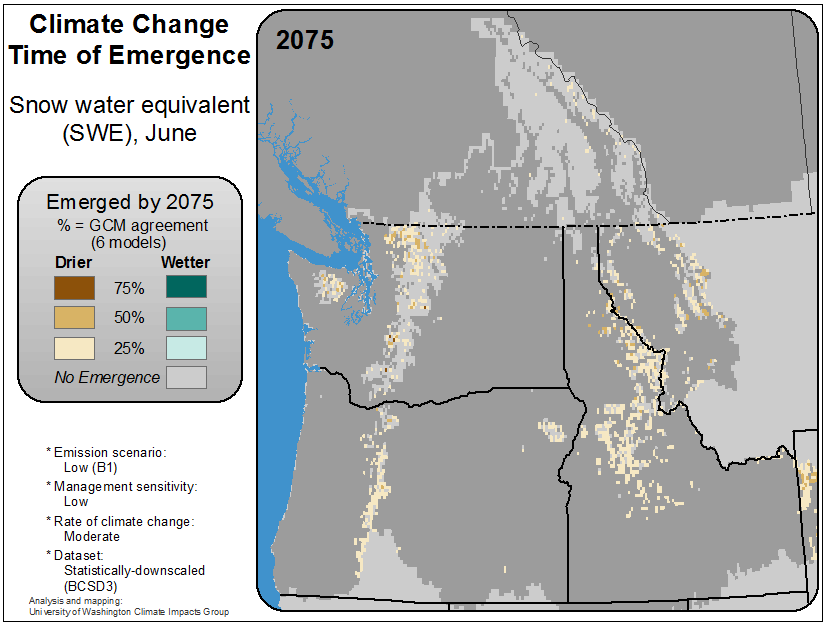 Climate Change
Time of Emergence
Snow water equivalent
(SWE), June
Emerged by 2075
% = GCM agreement
(6 models)
Drier Wetter
75%
50%
25%
No Emergence
* Emission scenario:
Low (B1)
* Management sensitivity:
Low
* Rate of climate change:
Moderate
* Dataset:
Statistically-downscaled
(BCSD3)
Analysis and mapping:
University of Washington Climate Impacts Group
2075